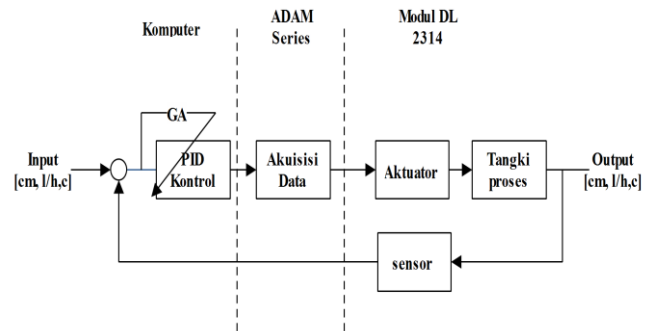 Komputer
ADAM
Series
Modul DL
2314
GA
Input
[cm, l/h,c]
PID
Kontrol
Akuisisi
Data
Aktuator
Tangki
proses
Output
[cm, l/h,c]
sensor